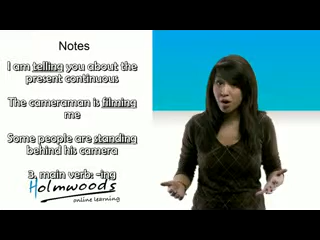 Notes
I am telling you about the
present continuous
The cameraman is filming
me
Some people are standing
behind his camera
3. main verb: -ing
Holmwoods
online learning